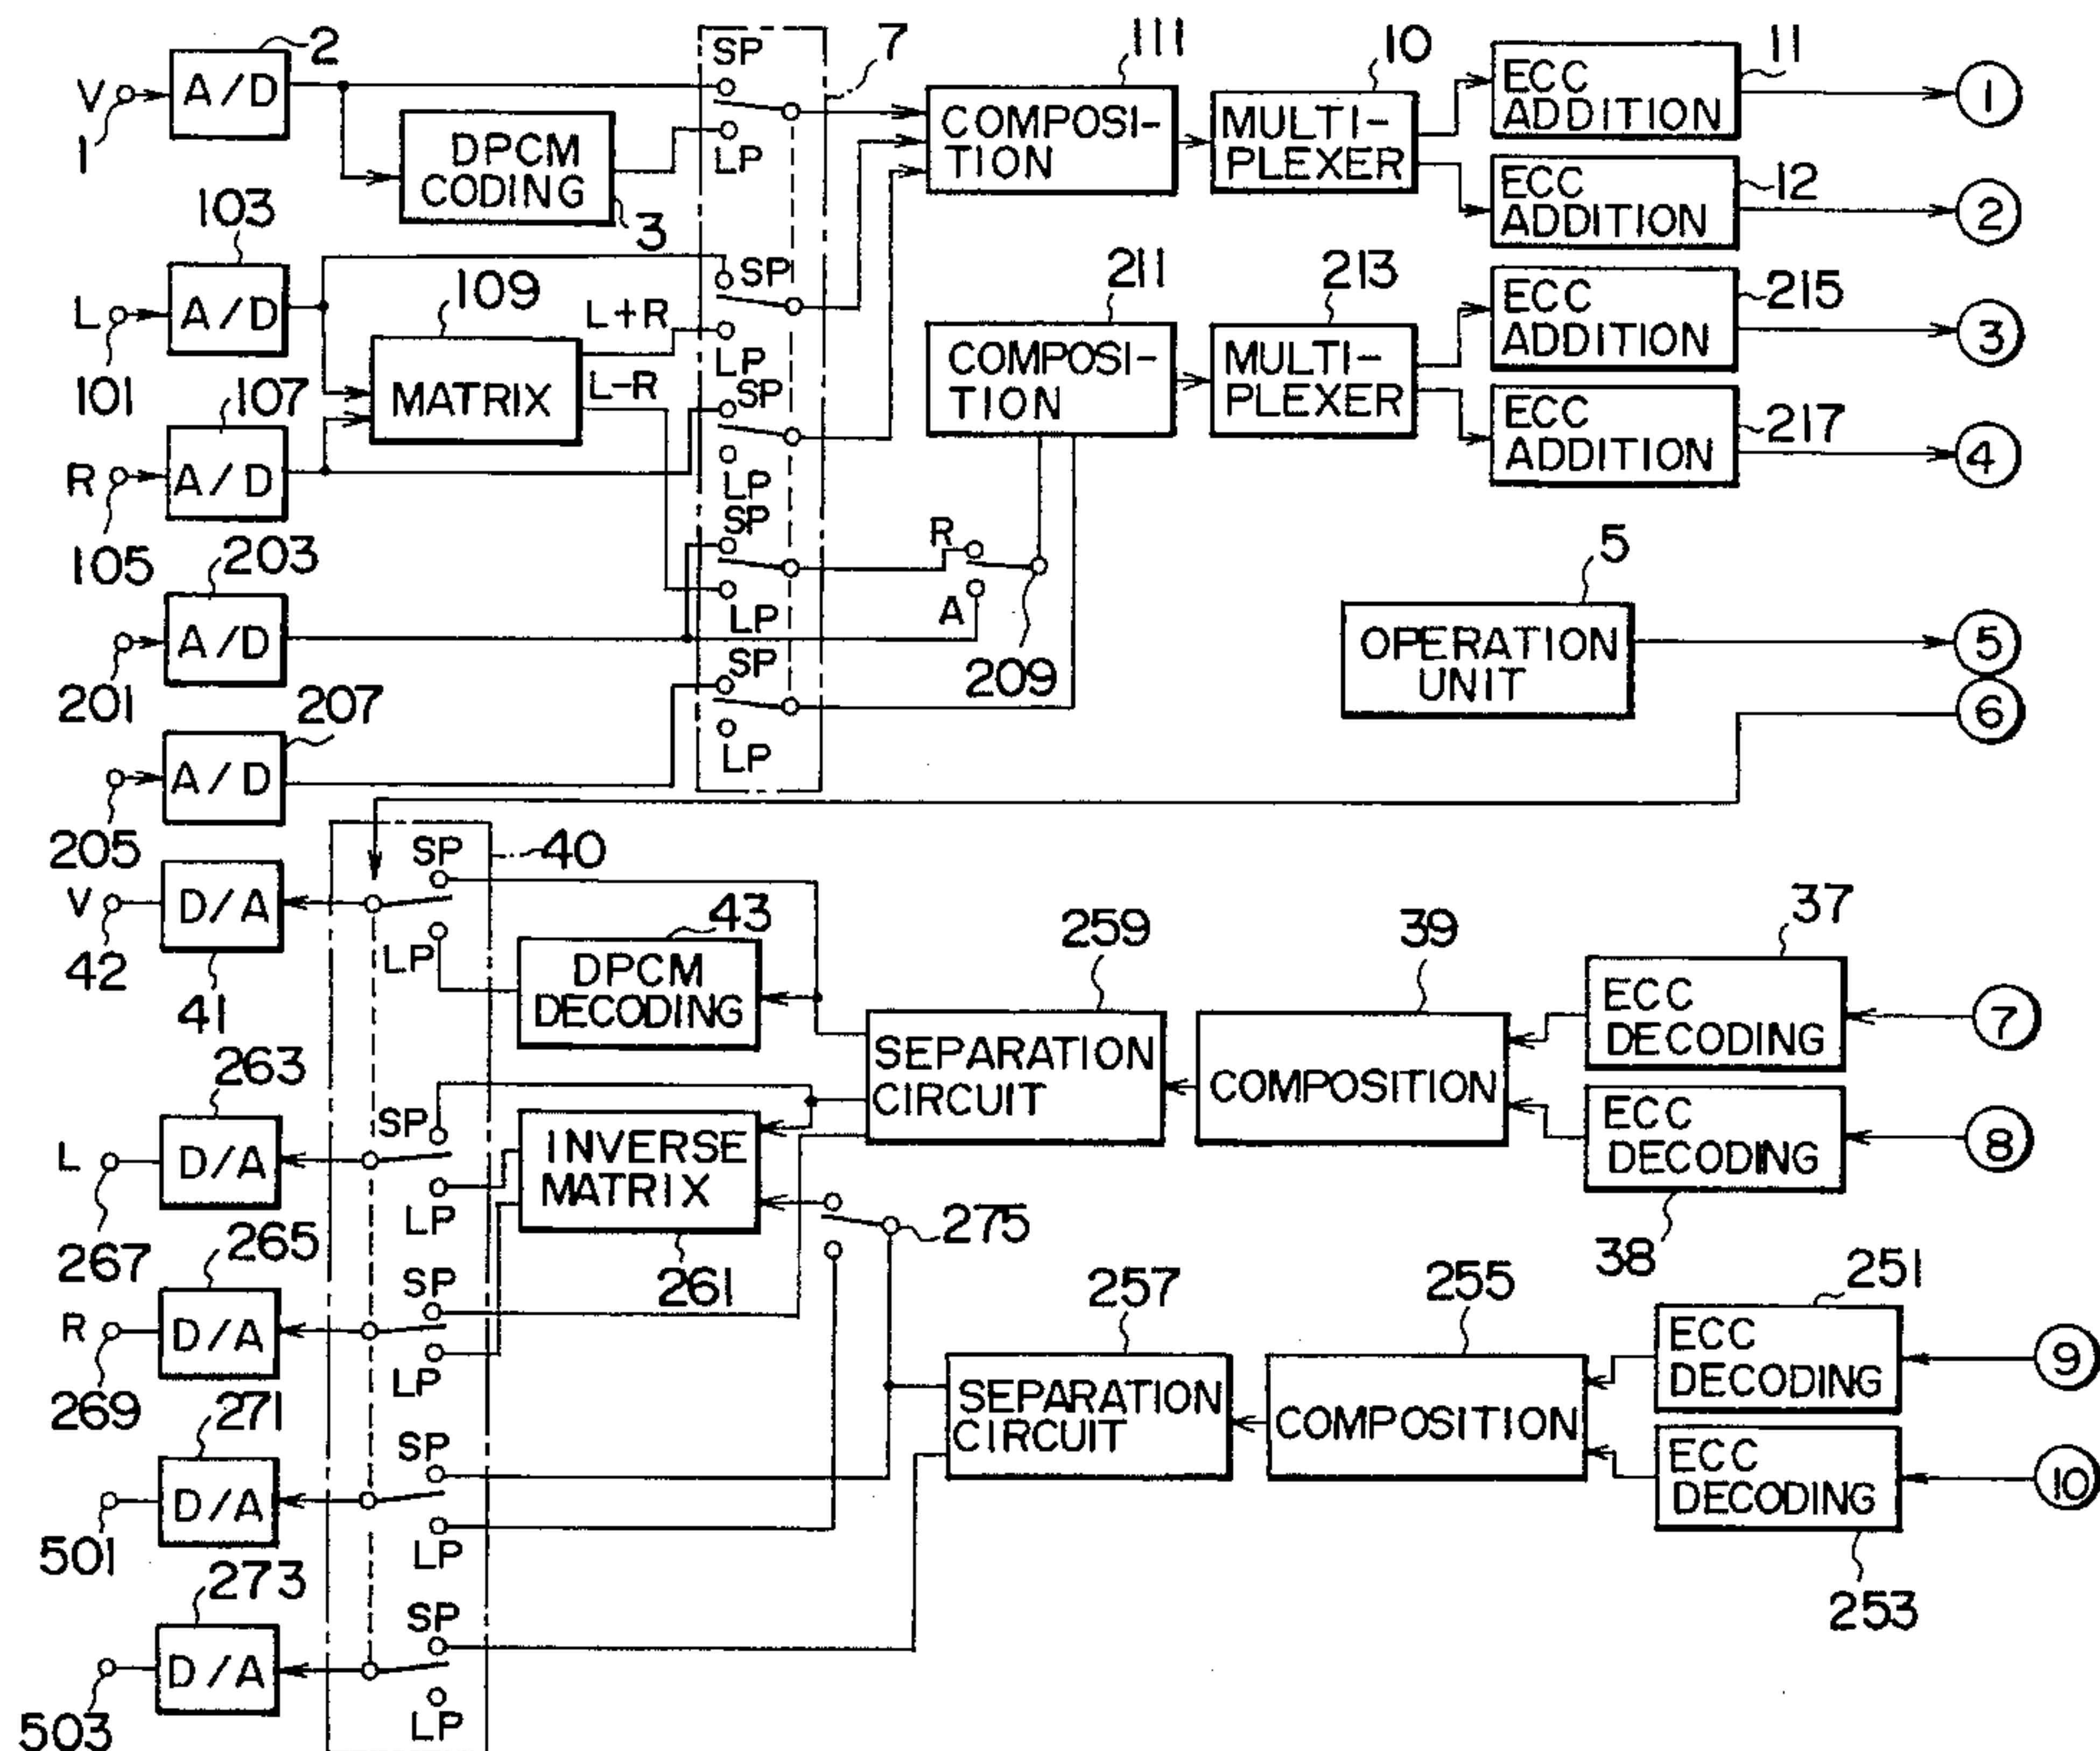 2
SP
7
111
10
11
V
A/D
ECC
ADDITION
1
1
DPCM
CODING
LP
COMPOSI-
TION
MULTI-
PLEXER
3
ECC
ADDITION
12
2
103
L
A/D
101
109
MATRIX
L+R
L-R
SP
LP
211
213
COMPOSI-
TION
MULTI-
PLEXER
ECC
ADDITION
215
3
ECC
ADDITION
217
4
107
R
A/D
105
SP
LP
203
A/D
201
SP
LP
R
A
209
5
OPERATION
UNIT
5
6
207
A/D
205
SP
LP
SP
40
V
D/A
42
41
LP
43
DPCM
DECODING
259
SEPARATION
CIRCUIT
39
COMPOSITION
37
ECC
DECODING
7
ECC
DECODING
8
38
263
L
D/A
267
SP
LP
INVERSE
MATRIX
261
275
265
R
D/A
269
SP
LP
257
SEPARATION
CIRCUIT
255
COMPOSITION
251
ECC
DECODING
9
ECC
DECODING
10
253
271
D/A
501
SP
LP
273
D/A
503
SP
LP